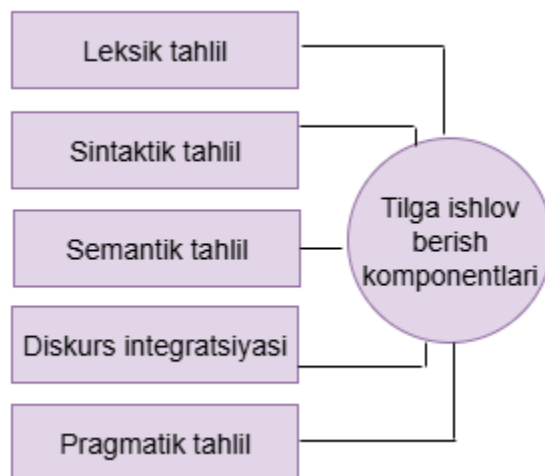 Leksik tahlil
Sintaktik tahlil
Semantik tahlil
Diskurs integratsiyasi
Pragmatik tahlil
Tilga ishlov
berish
komponentlari